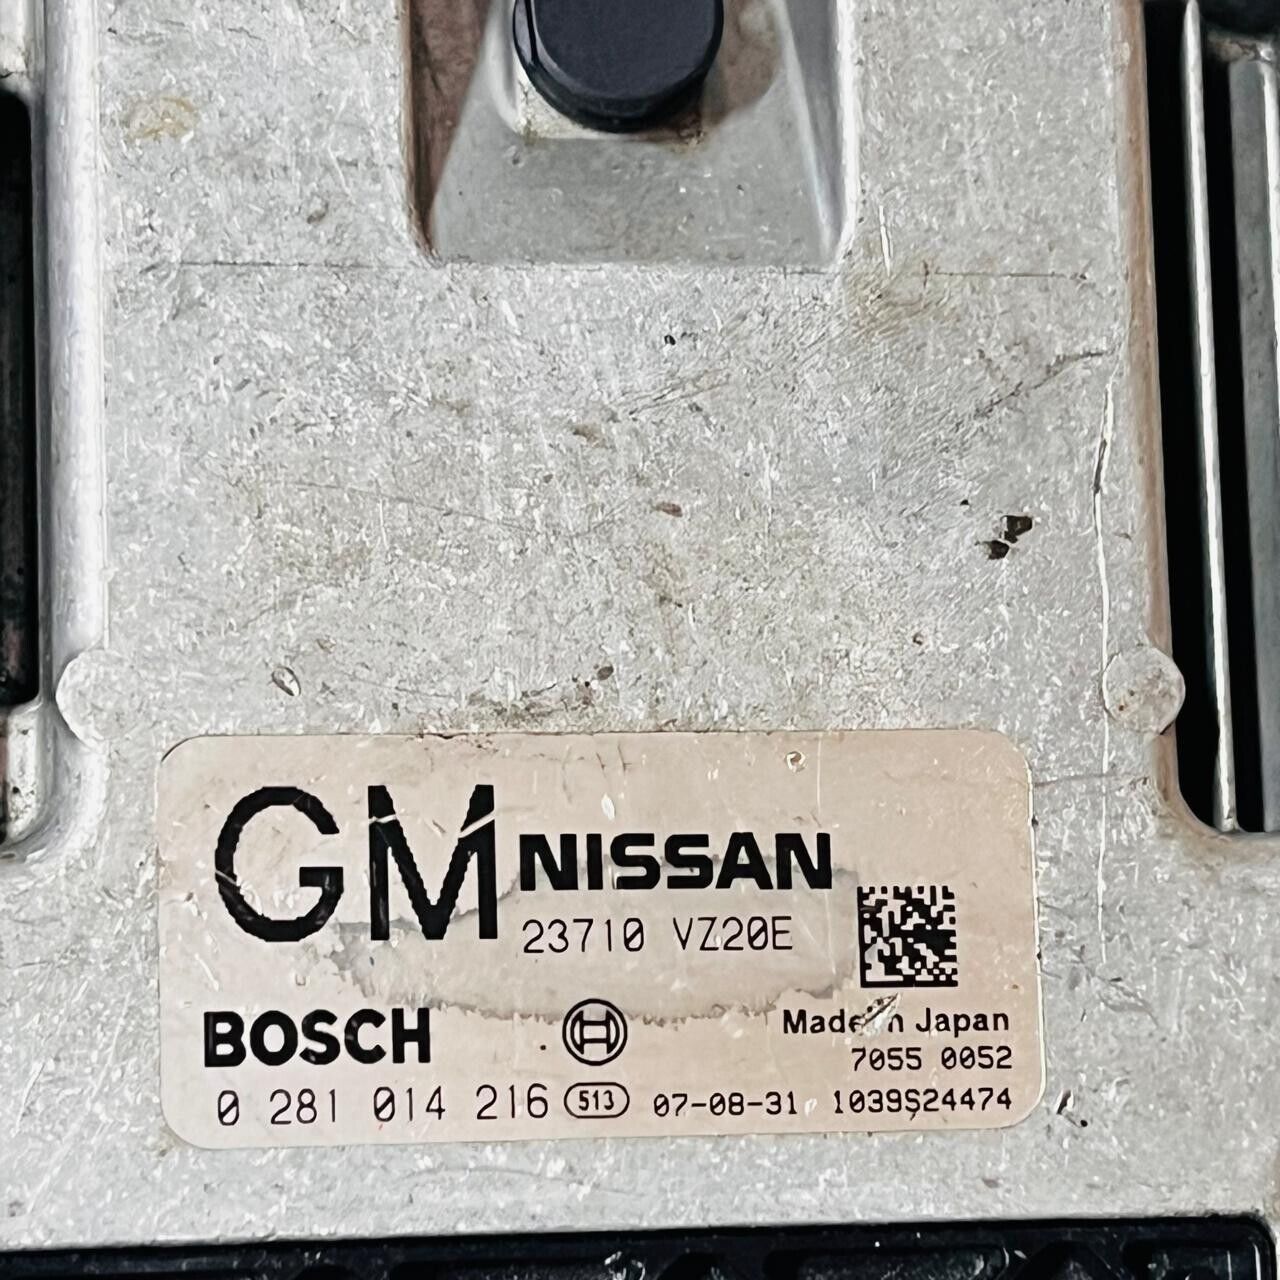 GM NISSAN
23710 VZ20E
BOSCH
Made in Japan
7055 0052
0 281 014 216 513 07-08-31 1039S24474